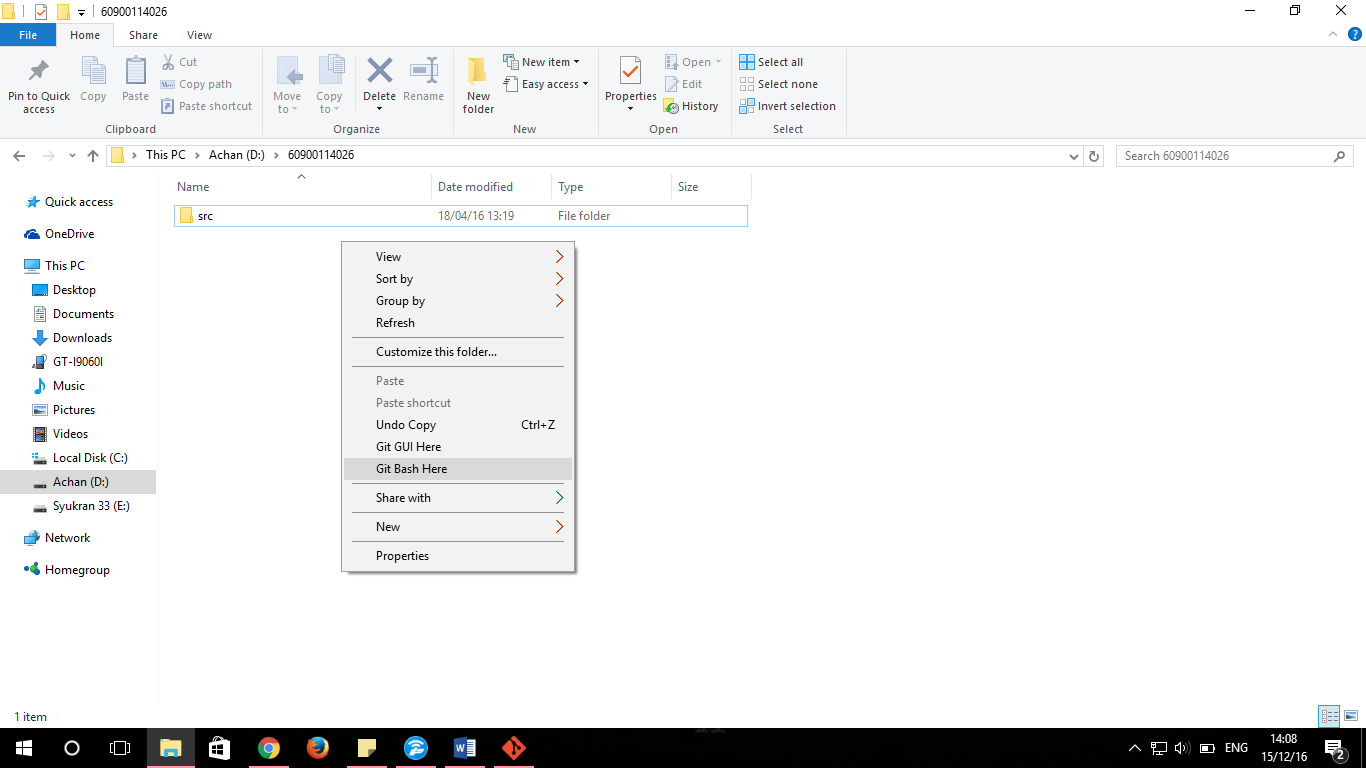 60900114026
File Home Share View
Pin to Quick access
Copy
Paste
Cut
Copy path
Paste shortcut
Clipboard
Move to
Copy to
Delete
Rename
Organize
New folder
New item
Easy access
New
Properties
Open
Edit
History
Open
Select all
Select none
Invert selection
Select
This PC Achan (D:) 60900114026
Search 60900114026
Name Date modified Type Size
src 18/04/16 13:19 File folder
Quick access
OneDrive
This PC
Desktop
Documents
Downloads
GT-I9060I
Music
Pictures
Videos
Local Disk (C:)
Achan (D:)
Syukran 33 (E:)
Network
Homegroup
View
Sort by
Group by
Refresh
Customize this folder...
Paste
Paste shortcut
Undo Copy Ctrl+Z
Git GUI Here
Git Bash Here
Share with
New
Properties
1 item
ENG
14:08
15/12/16
2